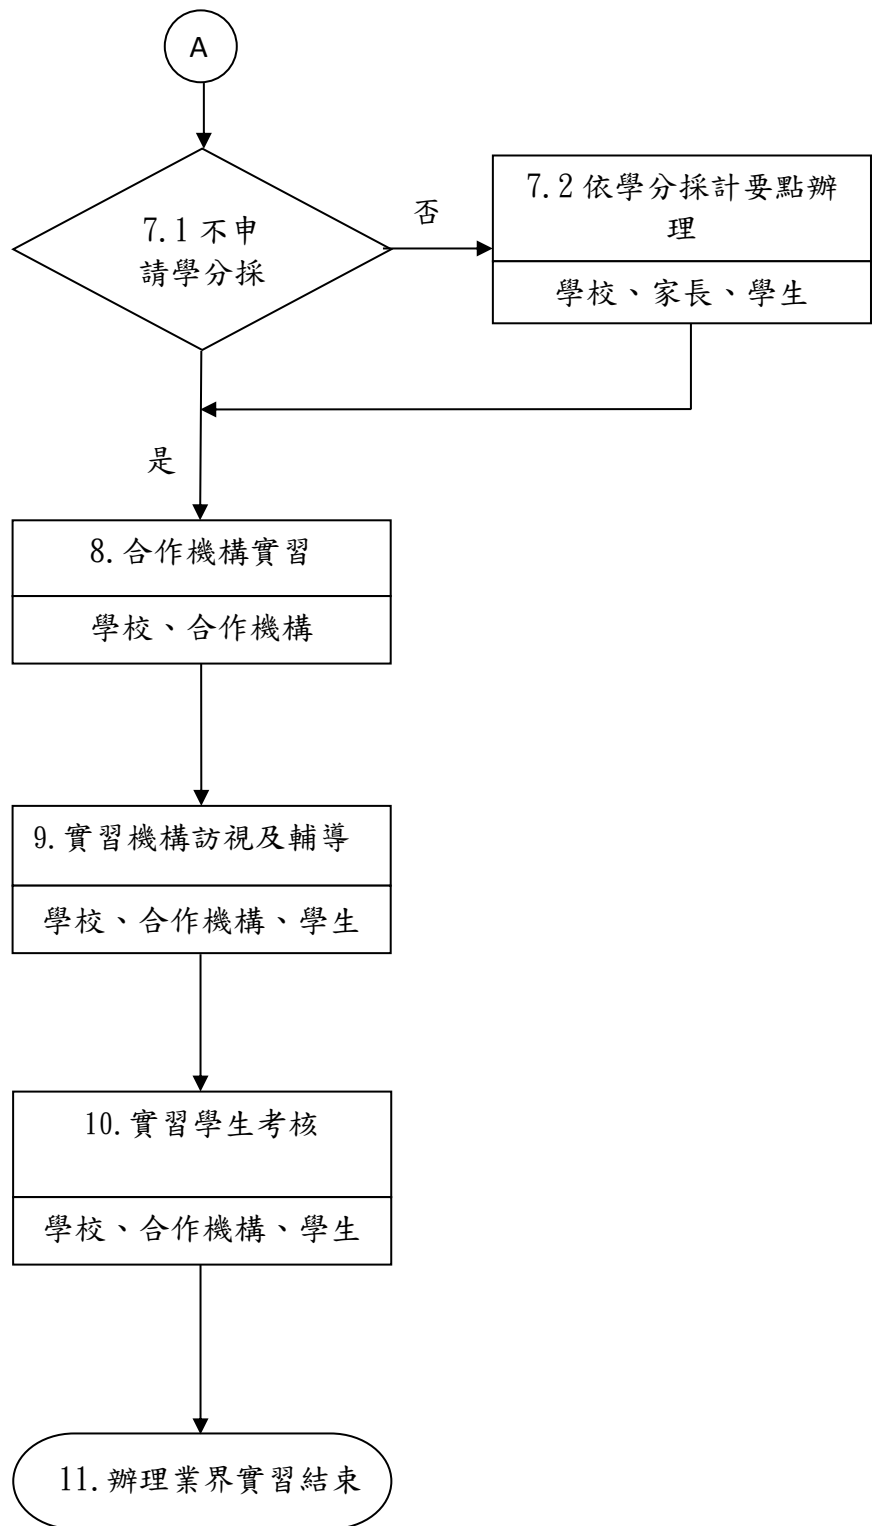 A
7.1 不申
請學分採
否
7.2 依學分採計要點辦
理
學校、家長、學生
是
8. 合作機構實習
學校、合作機構
9. 實習機構訪視及輔導
學校、合作機構、學生
10. 實習學生考核
學校、合作機構、學生
11. 辦理業界實習結束